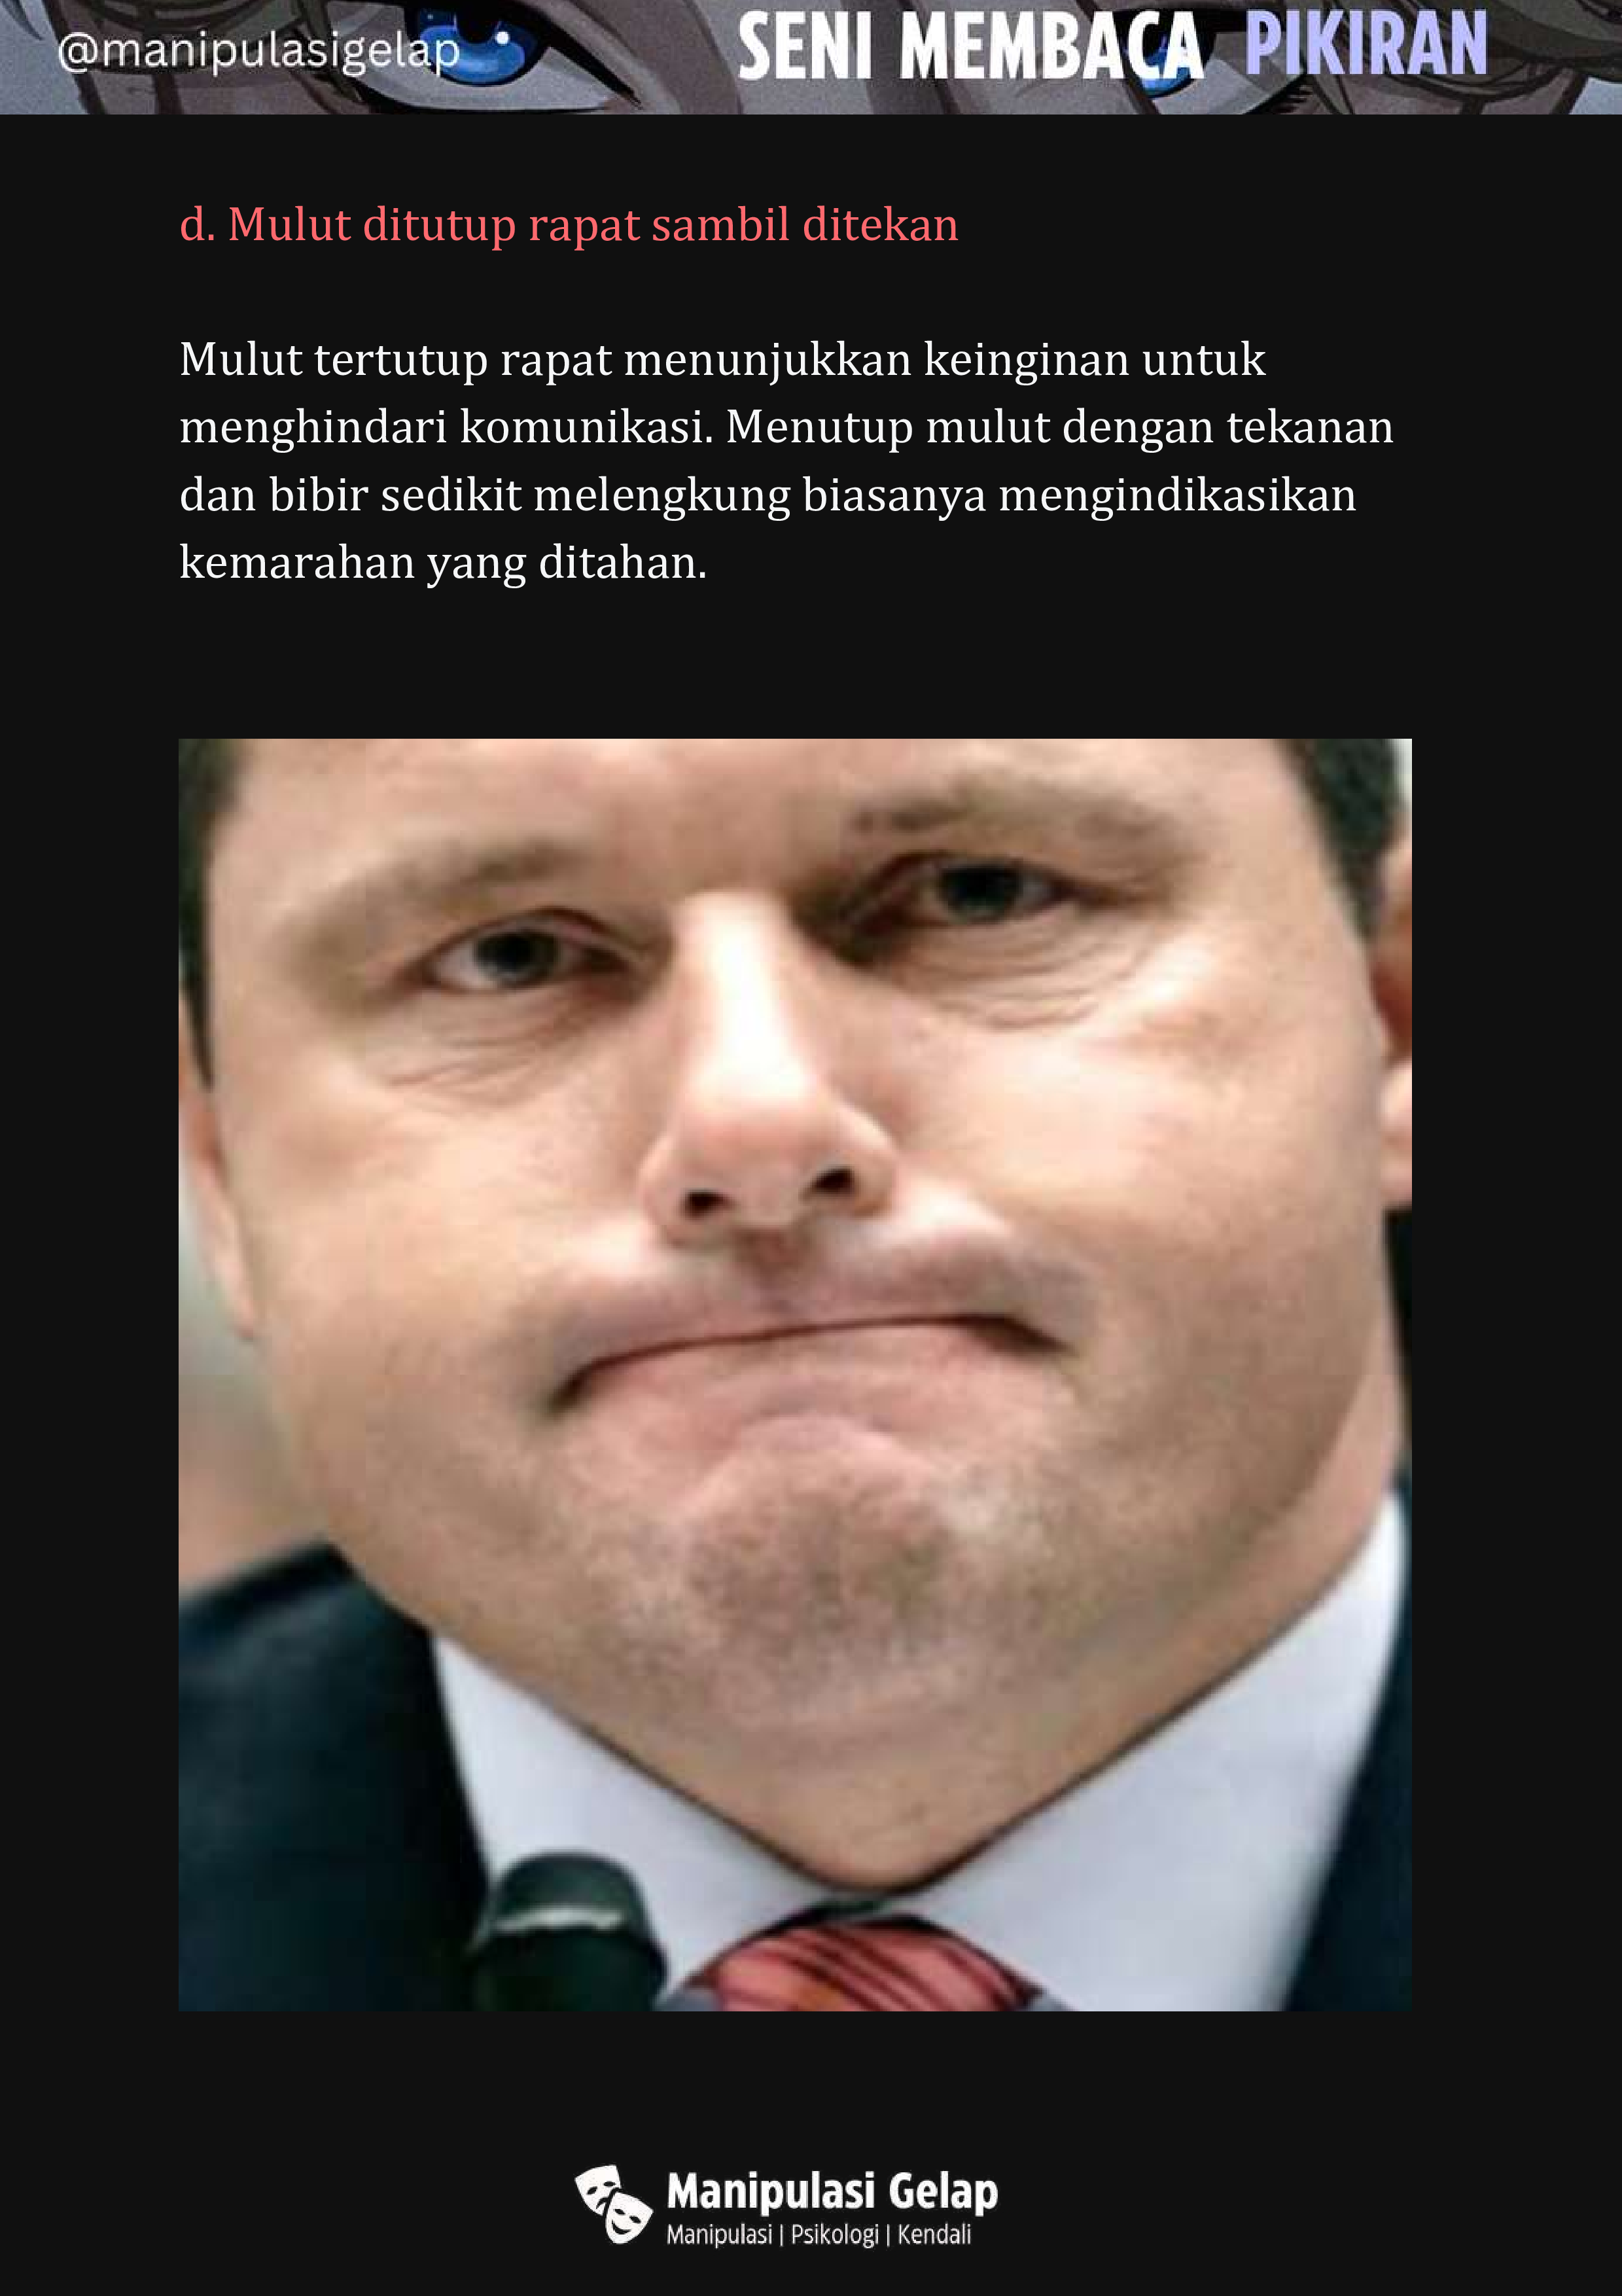 @manipulasigelap
SENI MEMBACA PIKIRAN
d. Mulut ditutup rapat sambil ditekan
Mulut tertutup rapat menunjukkan keinginan untuk
menghindari komunikasi. Menutup mulut dengan tekanan
dan bibir sedikit melengkung biasanya mengindikasikan
kemarahan yang ditahan.
Manipulasi Gelap
Manipulasi | Psikologi | Kendali